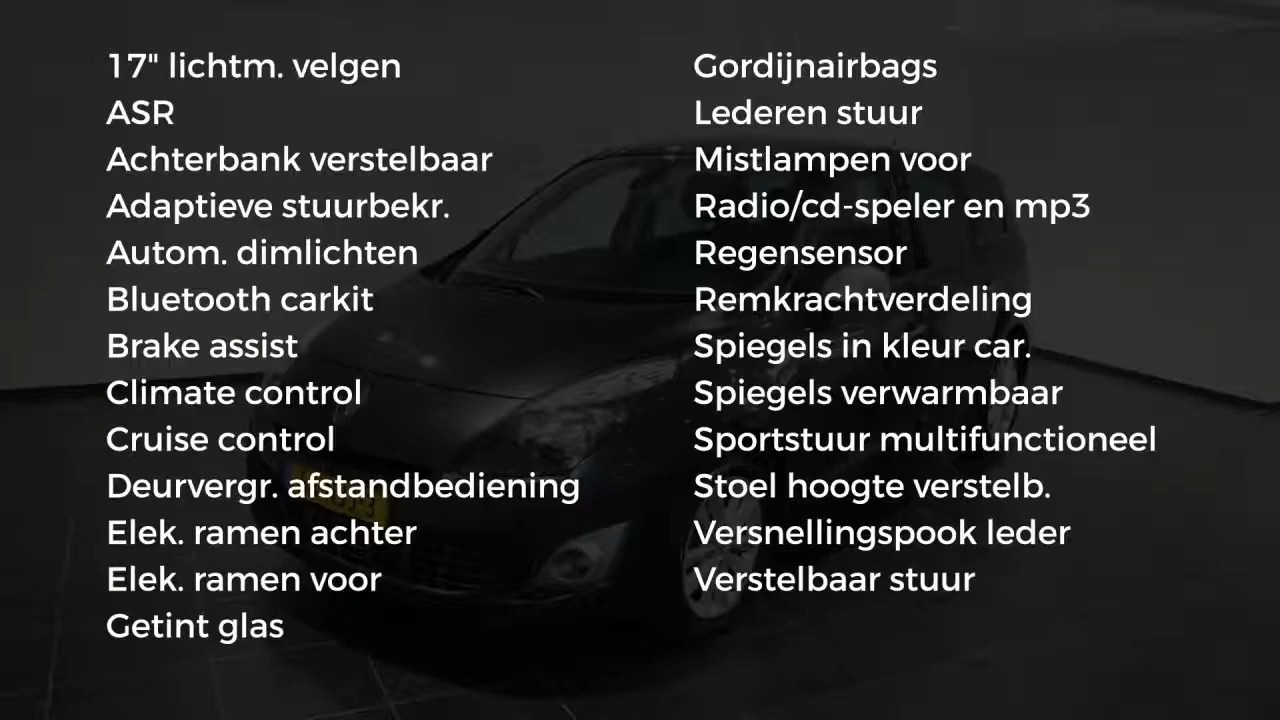 17" lichtm. velgen
ASR
Achterbank verstelbaar
Adaptieve stuurbekr.
Autom. dimlichten
Bluetooth carkit
Brake assist
Climate control
Cruise control
Deurvergr. afstandbediening
Elek. ramen achter
Elek. ramen voor
Getint glas
Gordijnairbags
Lederen stuur
Mistlampen voor
Radio/cd-speler en mp3
Regensensor
Remkrachtverdeling
Spiegels in kleur car.
Spiegels verwarmbaar
Sportstuur multifunctioneel
Stoel hoogte verstelb.
Versnellingspook leder
Verstelbaar stuur